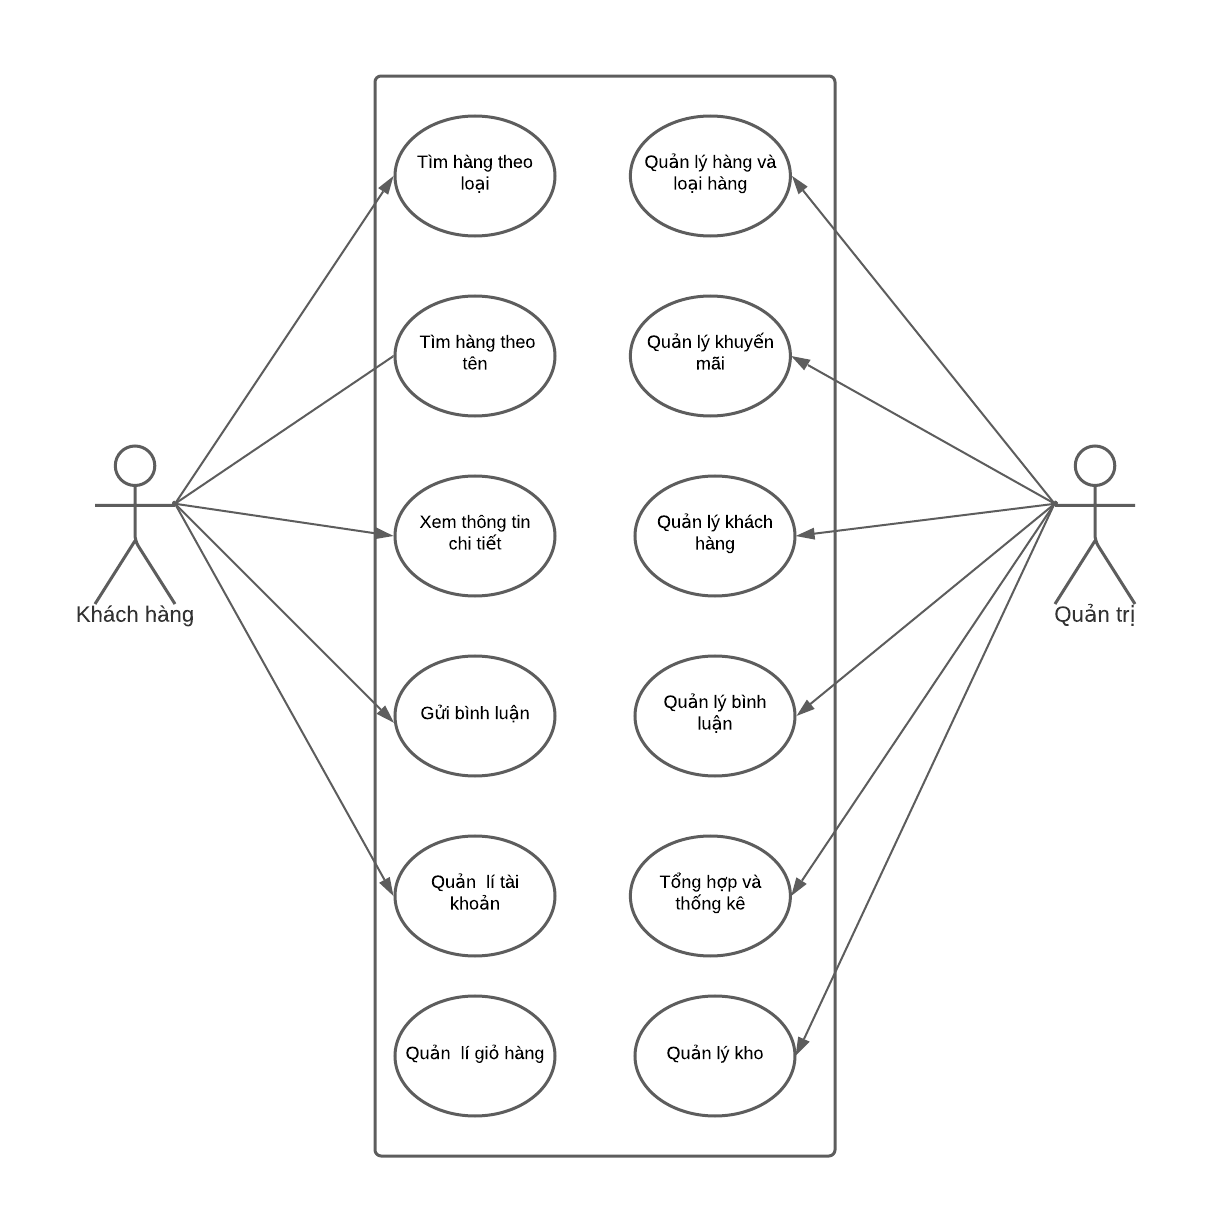 Tìm hàng theo
loại
Quản lý hàng và
loại hàng
Tìm hàng theo
tên
Quản lý khuyến
mãi
Xem thông tin
chi tiết
Quản lý khách
hàng
Khách hàng
Quản trị
Gửi bình luận
Quản lý bình
luận
Quản  lí tài
khoản
Tổng hợp và
thống kê
Quản  lí giỏ hàng
Quản lý kho